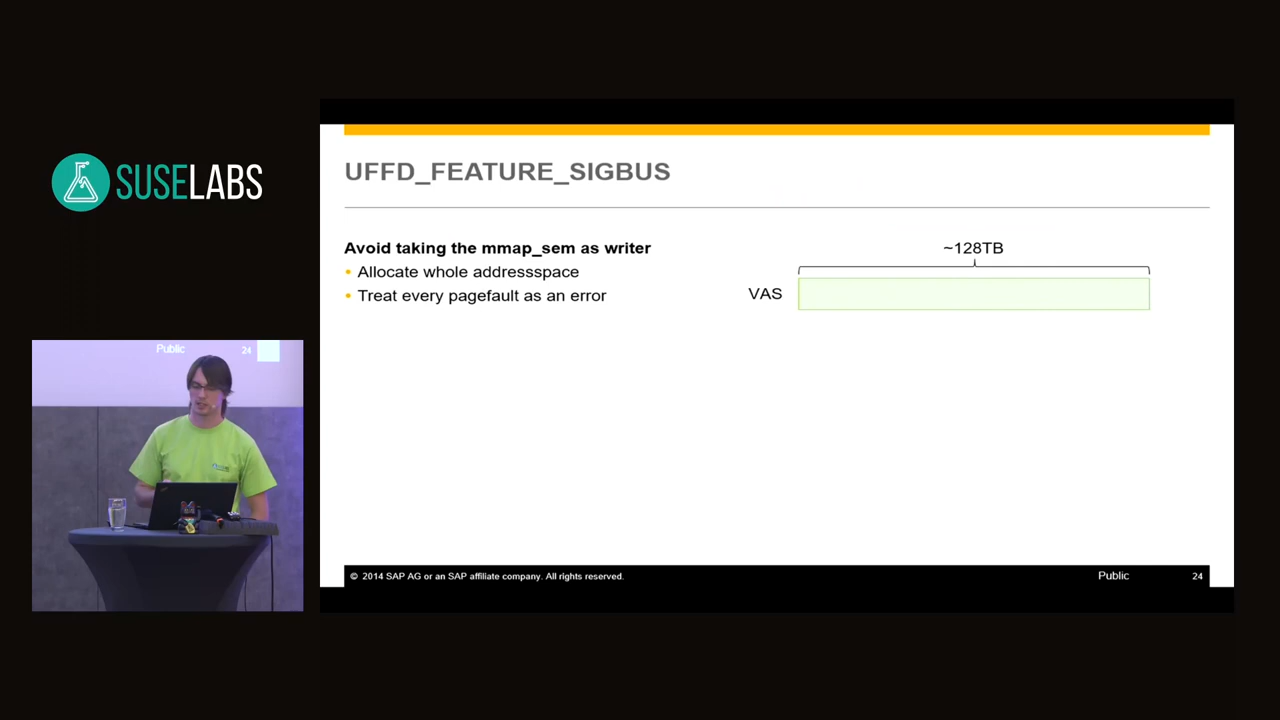 SUSELABS
UFFD_FEATURE_SIGBUS
Avoid taking the mmap_sem as writer
• Allocate whole addressspace
• Treat every pagefault as an error
~128TB
VAS
Public 24
© 2014 SAP AG or an SAP affiliate company. All rights reserved.
Public 24